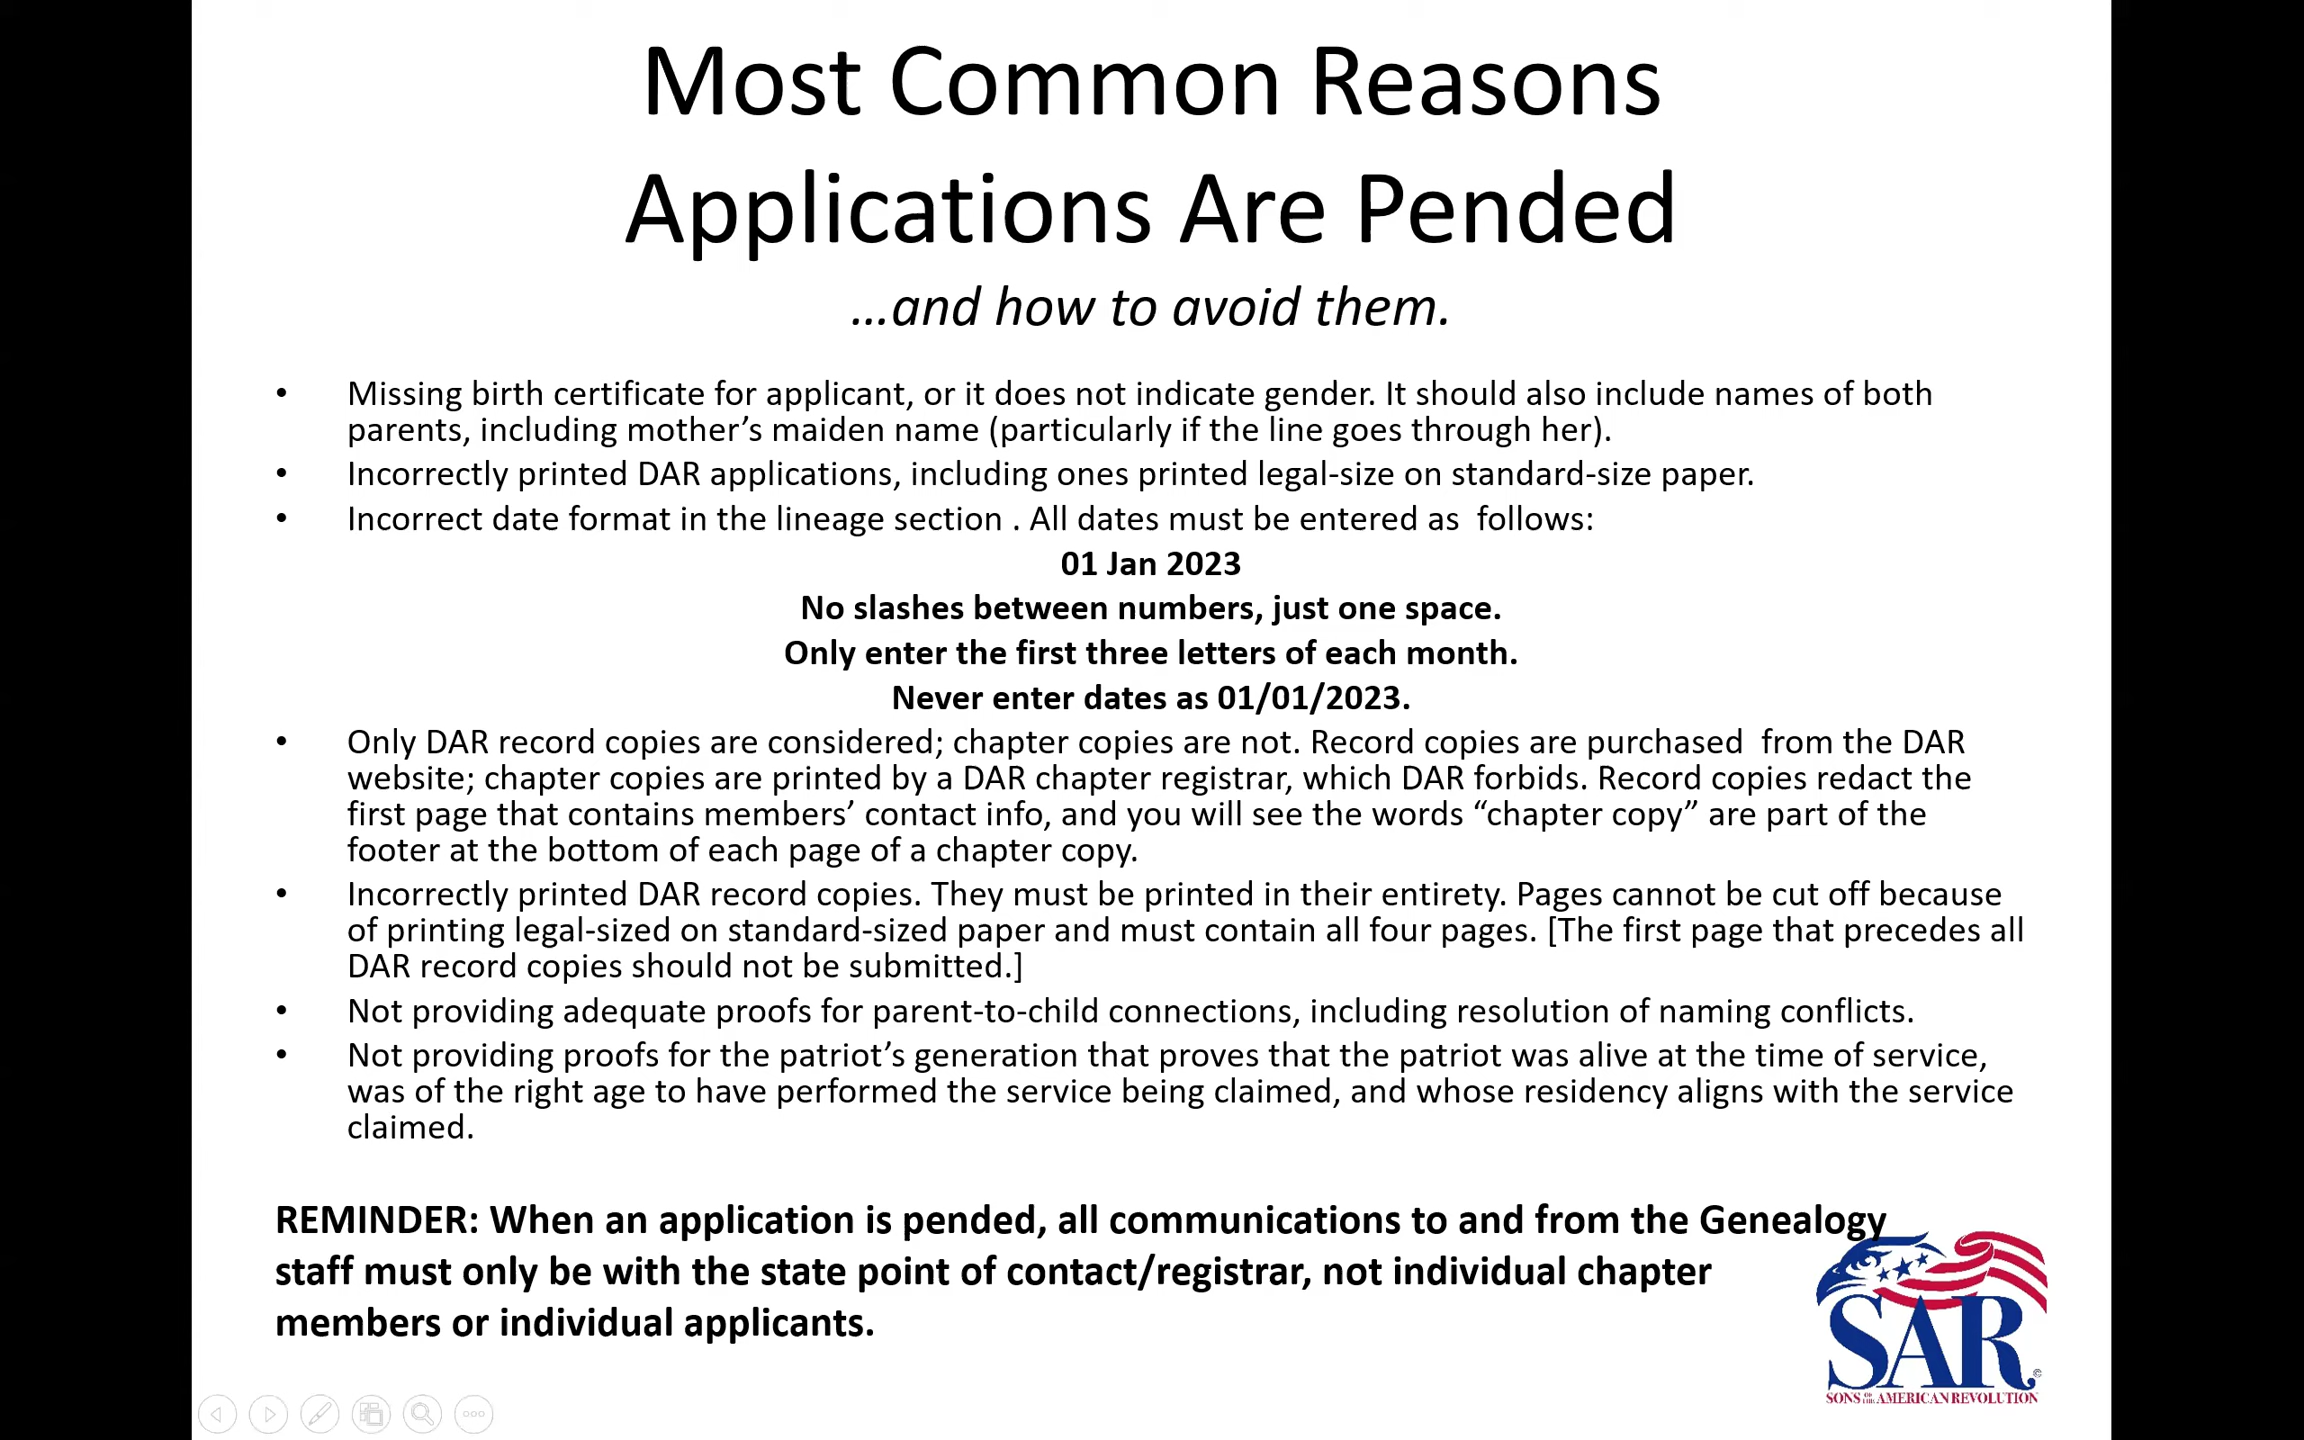 Most Common Reasons
Applications Are Pended
...and how to avoid them.
• Missing birth certificate for applicant, or it does not indicate gender. It should also include names of both
parents, including mother’s maiden name (particularly if the line goes through her).
• Incorrectly printed DAR applications, including ones printed legal-size on standard-size paper.
• Incorrect date format in the lineage section . All dates must be entered as  follows:
01 Jan 2023
No slashes between numbers, just one space.
Only enter the first three letters of each month.
Never enter dates as 01/01/2023.
• Only DAR record copies are considered; chapter copies are not. Record copies are purchased  from the DAR
website; chapter copies are printed by a DAR chapter registrar, which DAR forbids. Record copies redact the
first page that contains members’ contact info, and you will see the words “chapter copy” are part of the
footer at the bottom of each page of a chapter copy.
• Incorrectly printed DAR record copies. They must be printed in their entirety. Pages cannot be cut off because
of printing legal-sized on standard-sized paper and must contain all four pages. [The first page that precedes all
DAR record copies should not be submitted.]
• Not providing adequate proofs for parent-to-child connections, including resolution of naming conflicts.
• Not providing proofs for the patriot’s generation that proves that the patriot was alive at the time of service,
was of the right age to have performed the service being claimed, and whose residency aligns with the service
claimed.
REMINDER: When an application is pended, all communications to and from the Genealogy
staff must only be with the state point of contact/registrar, not individual chapter
members or individual applicants.
SAR©
SONS OF THE AMERICAN REVOLUTION